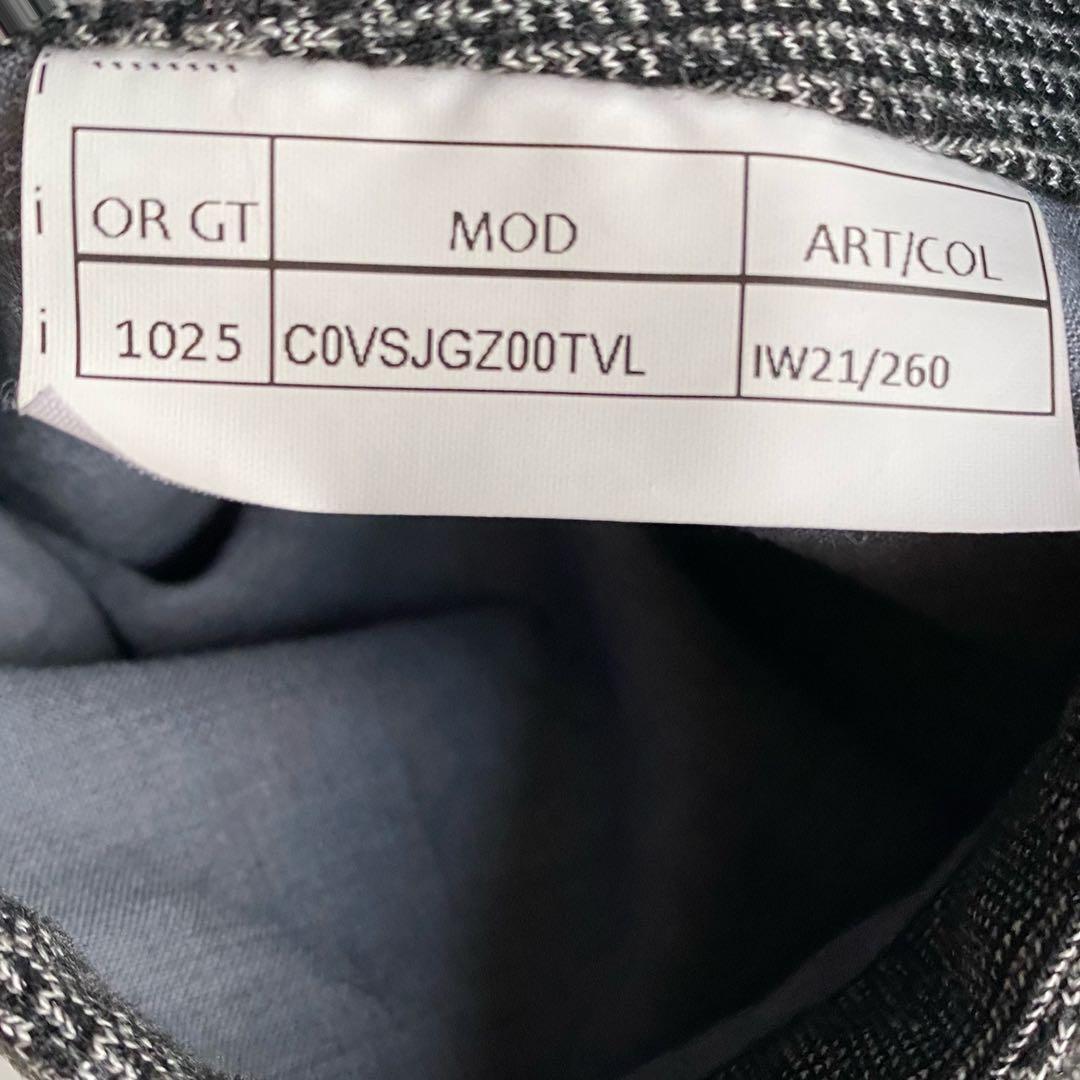 OR GT MOD ART/COL
1025 C0VSJGZ00TVL IW21/260
i
i